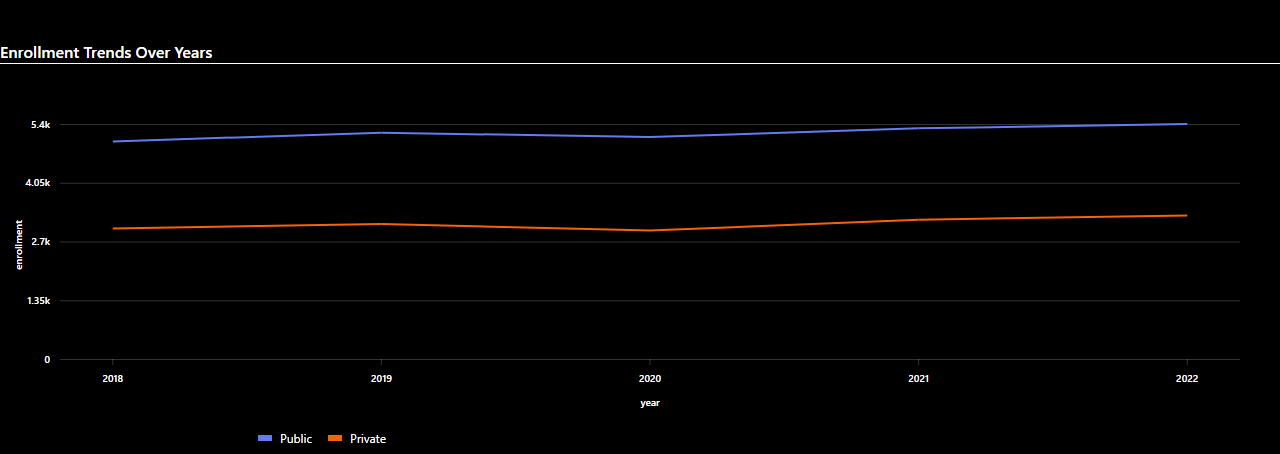 Enrollment Trends Over Years
5.4k
4.05k
2.7k
1.35k
0
enrollment
2018 2019 2020 2021 2022
year
Public Private